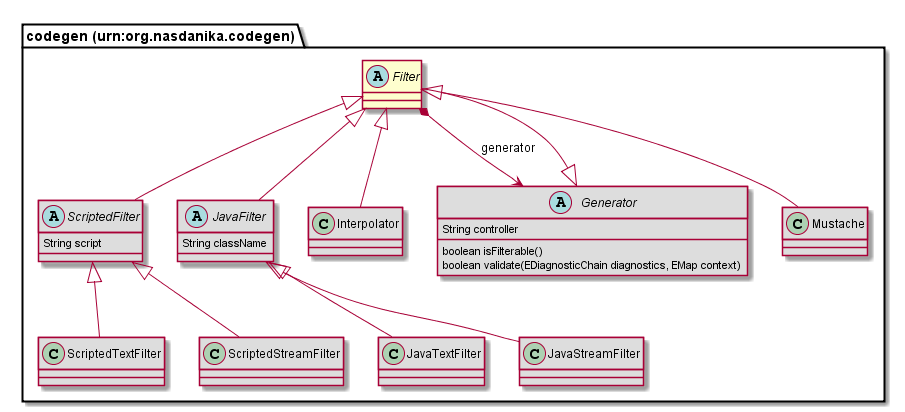 codegen (urn:org.nasdanika.codegen)
A Filter
generator
A ScriptedFilter
String script
A JavaFilter
String className
C Interpolator
A Generator
String controller
boolean isFilterable()
boolean validate(EDiagnosticChain diagnostics, EMap context)
C Mustache
C ScriptedTextFilter
C ScriptedStreamFilter
C JavaTextFilter
C JavaStreamFilter